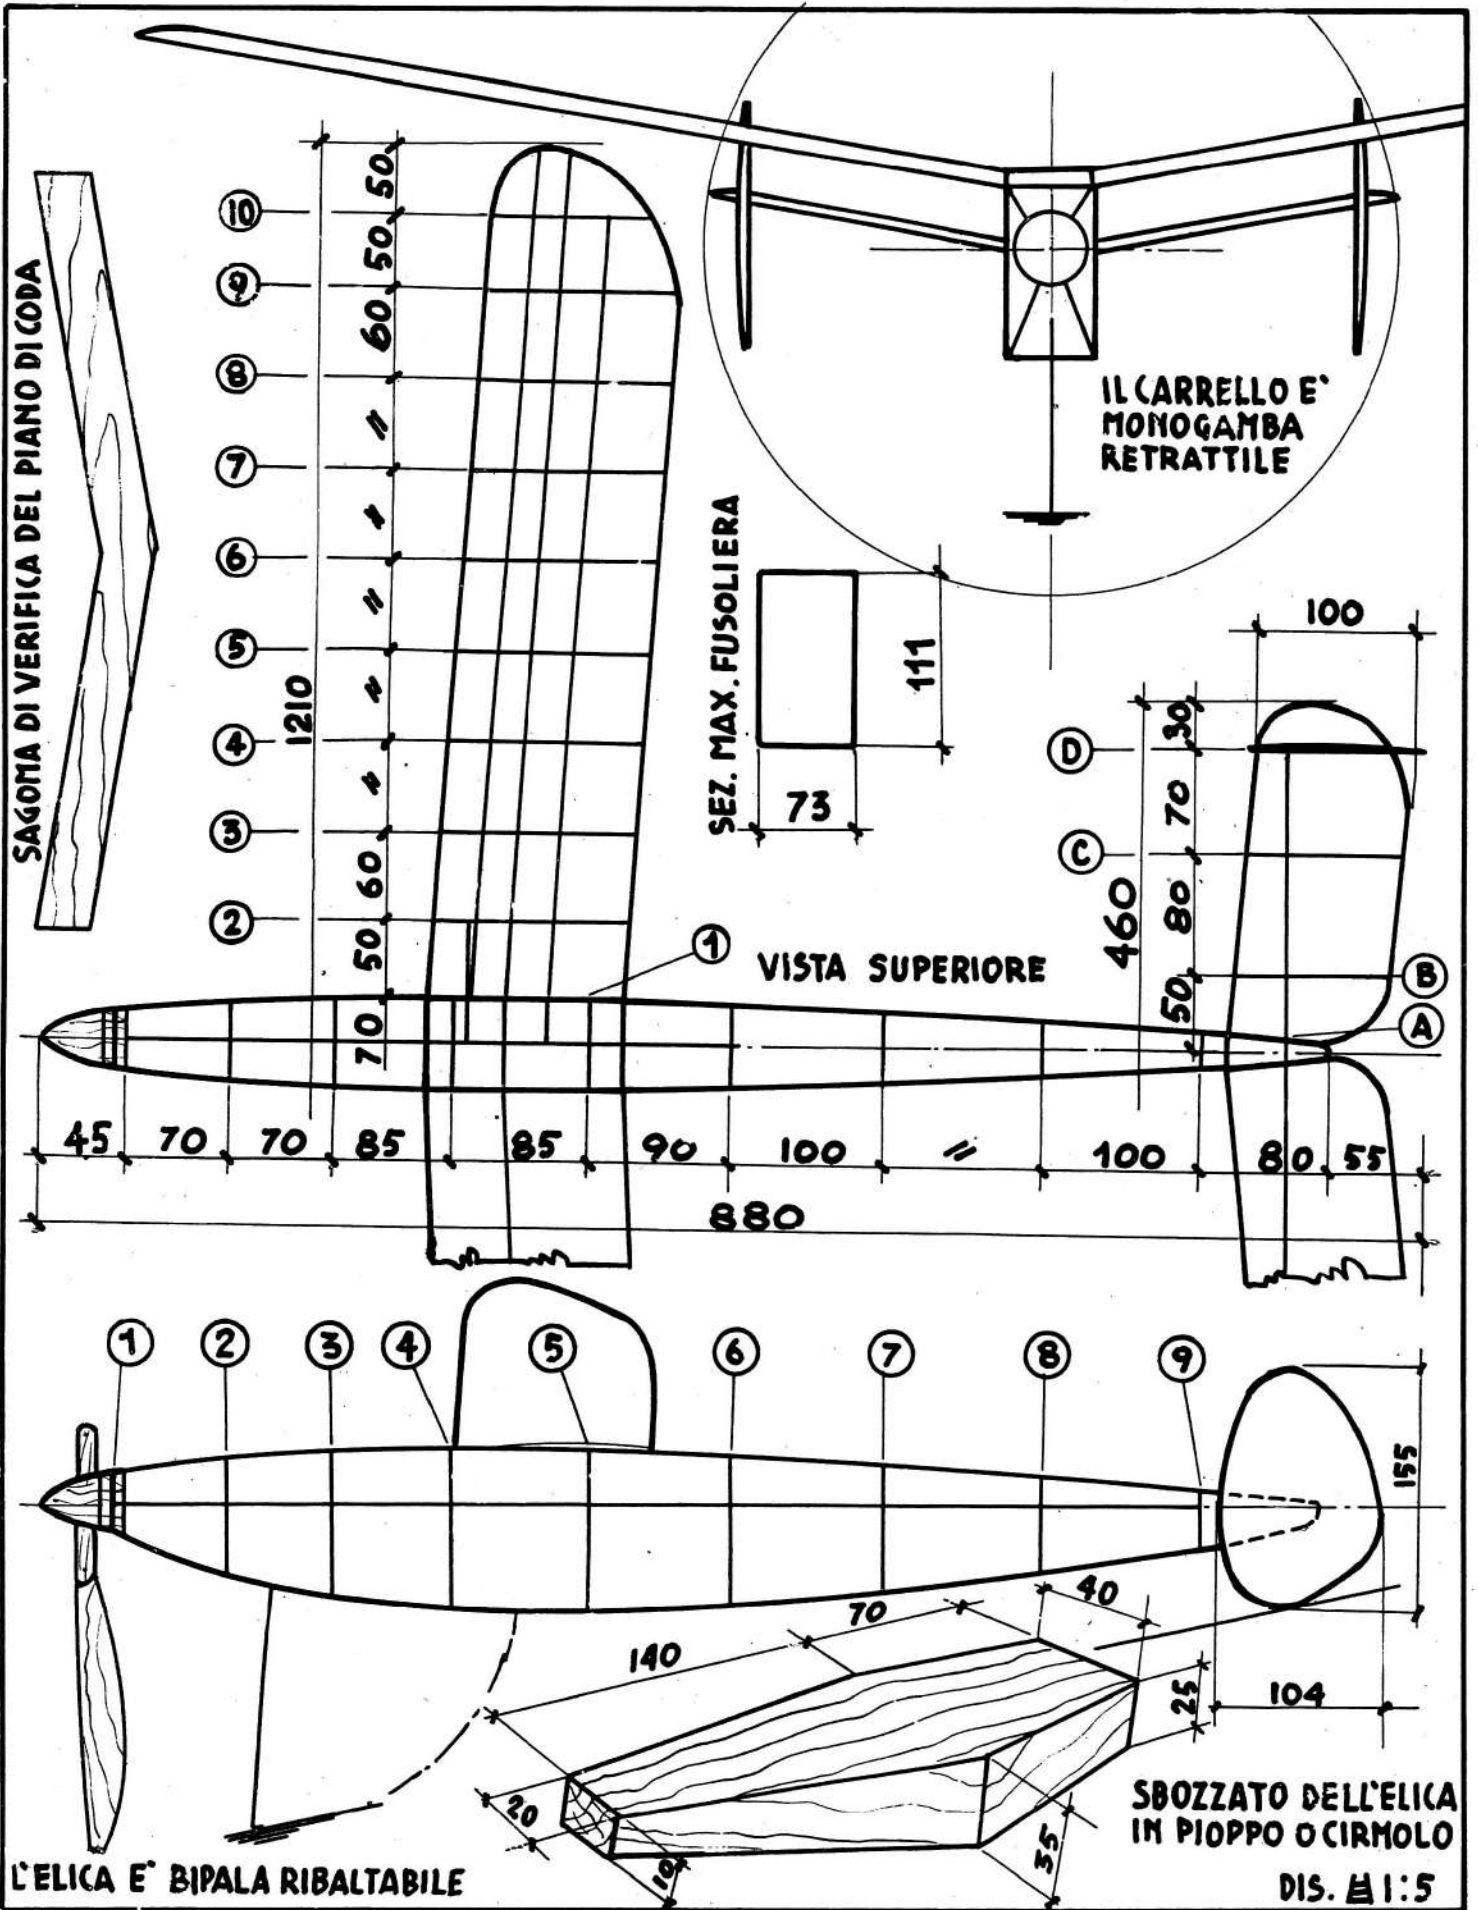 SAGOMA DI VERIFICA DEL PIANO DI CODA
10
9
8
7
6
5
4
3
2
50
50
60
〃
〃
〃
〃
〃
60
50
70
1210
IL CARRELLO E'
MONOGAMBA
RETRATTILE
SEZ. MAX. FUSOLIERA
111
73
100
D
C
B
A
30
70
80
50
460
1
VISTA SUPERIORE
45 70 70 85 85 90 100 〃 100 80 55
880
1 2 3 4 5 6 7 8 9
155
104
140
70
40
25
20
10
35
SBOZZATO DELL'ELICA
IN PIOPPO O CIRMOLO
L'ELICA E' BIPALA RIBALTABILE
DIS. 1:5